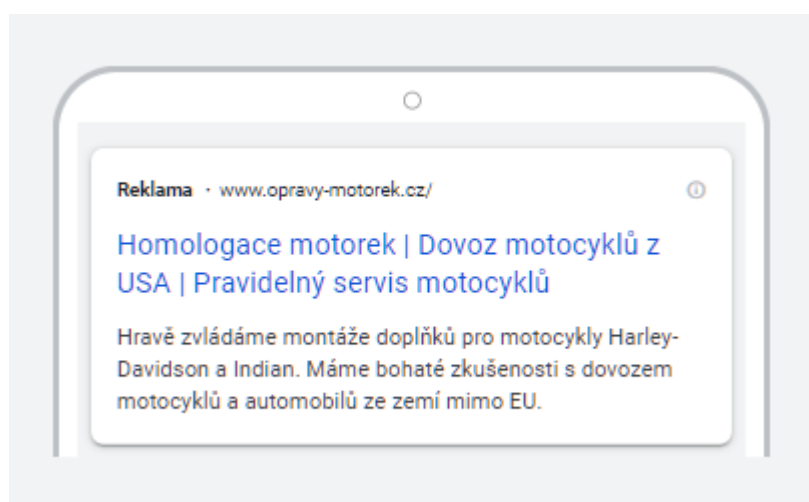 Reklama · www.opravy-motorek.cz/
Homologace motorek | Dovoz motocyklů z
USA | Pravidelný servis motocyklů
Hravě zvládáme montáže doplňků pro motocykly Harley-
Davidson a Indian. Máme bohaté zkušenosti s dovozem
motocyklů a automobilů ze zemí mimo EU.